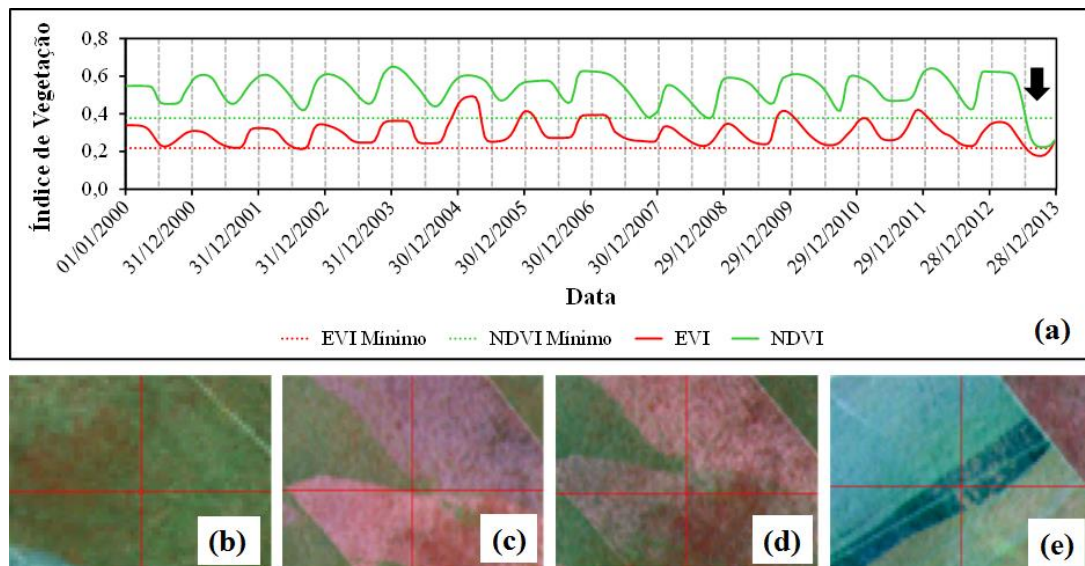 Índice de Vegetação
0,8
0,6
0,4
0,2
0,0
01/01/2000
31/12/2000
31/12/2001
31/12/2002
31/12/2003
30/12/2004
30/12/2005
30/12/2006
30/12/2007
29/12/2008
29/12/2009
29/12/2010
29/12/2011
28/12/2012
28/12/2013
Data
EVI Mínimo
NDVI Mínimo
EVI
NDVI
(a)
(b)
(c)
(d)
(e)